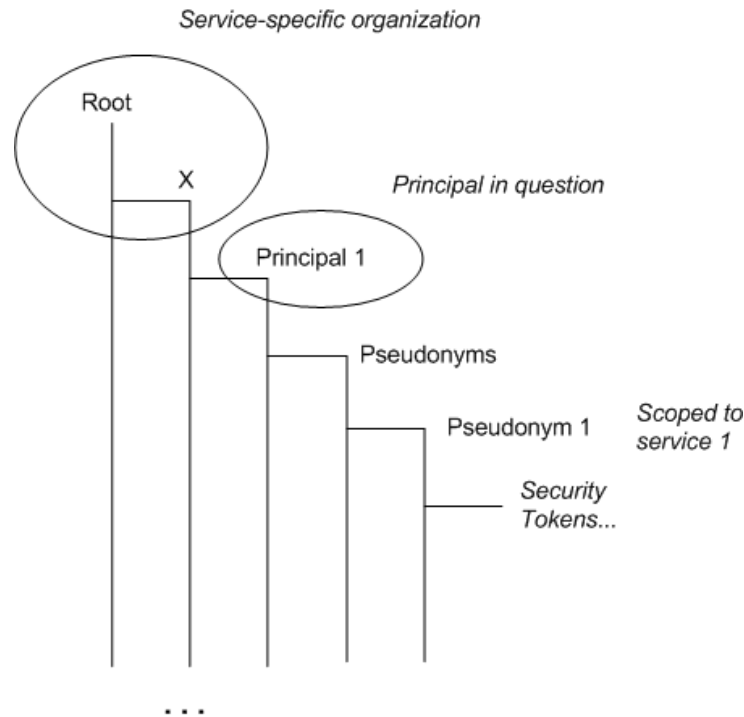 Service-specific organization
Root
X
Principal in question
Principal 1
Pseudonyms
Pseudonym 1
Scoped to
service 1
Security
Tokens...
...